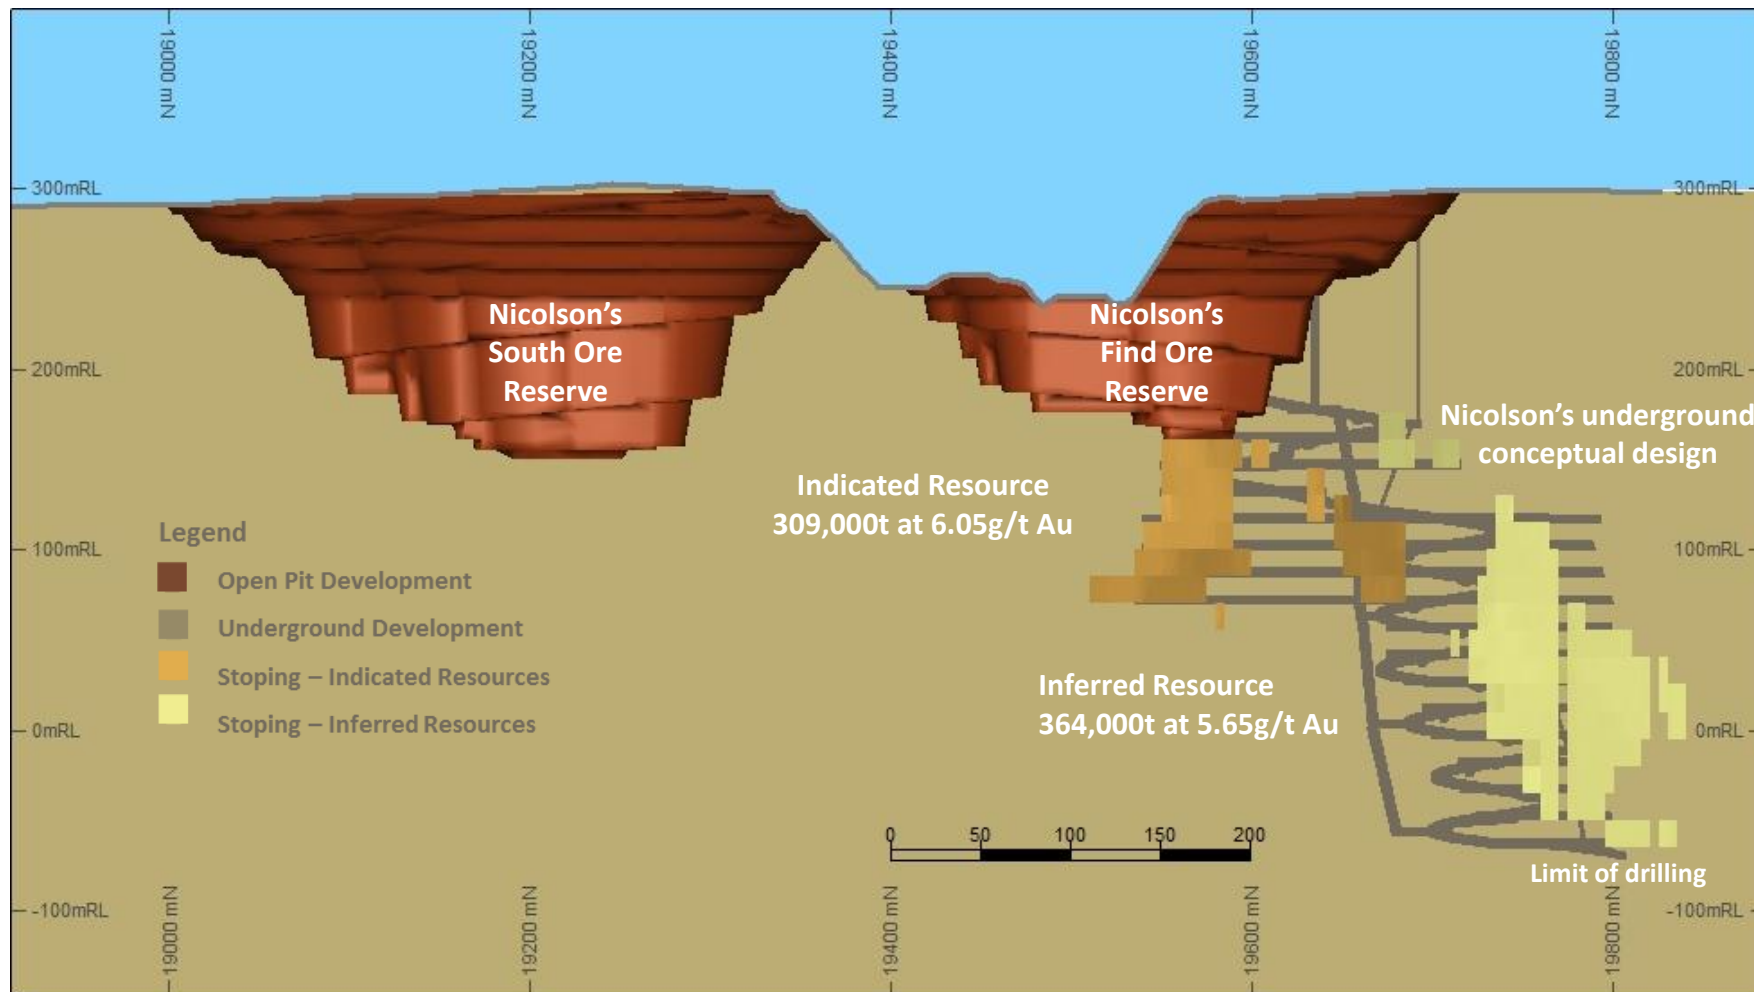 19000 mN
19200 mN
19400 mN
19600 mN
19800 mN
300mRL
300mRL
Nicolson's
South Ore
Reserve
Nicolson's
Find Ore
Reserve
200mRL
200mRL
Nicolson's underground
conceptual design
Indicated Resource
309,000t at 6.05g/t Au
Legend
Open Pit Development
Underground Development
Stoping – Indicated Resources
Stoping – Inferred Resources
100mRL
100mRL
Inferred Resource
364,000t at 5.65g/t Au
0mRL
0mRL
0 50 100 150 200
Limit of drilling
-100mRL
-100mRL
19000 mN
19200 mN
19400 mN
19600 mN
19800 mN